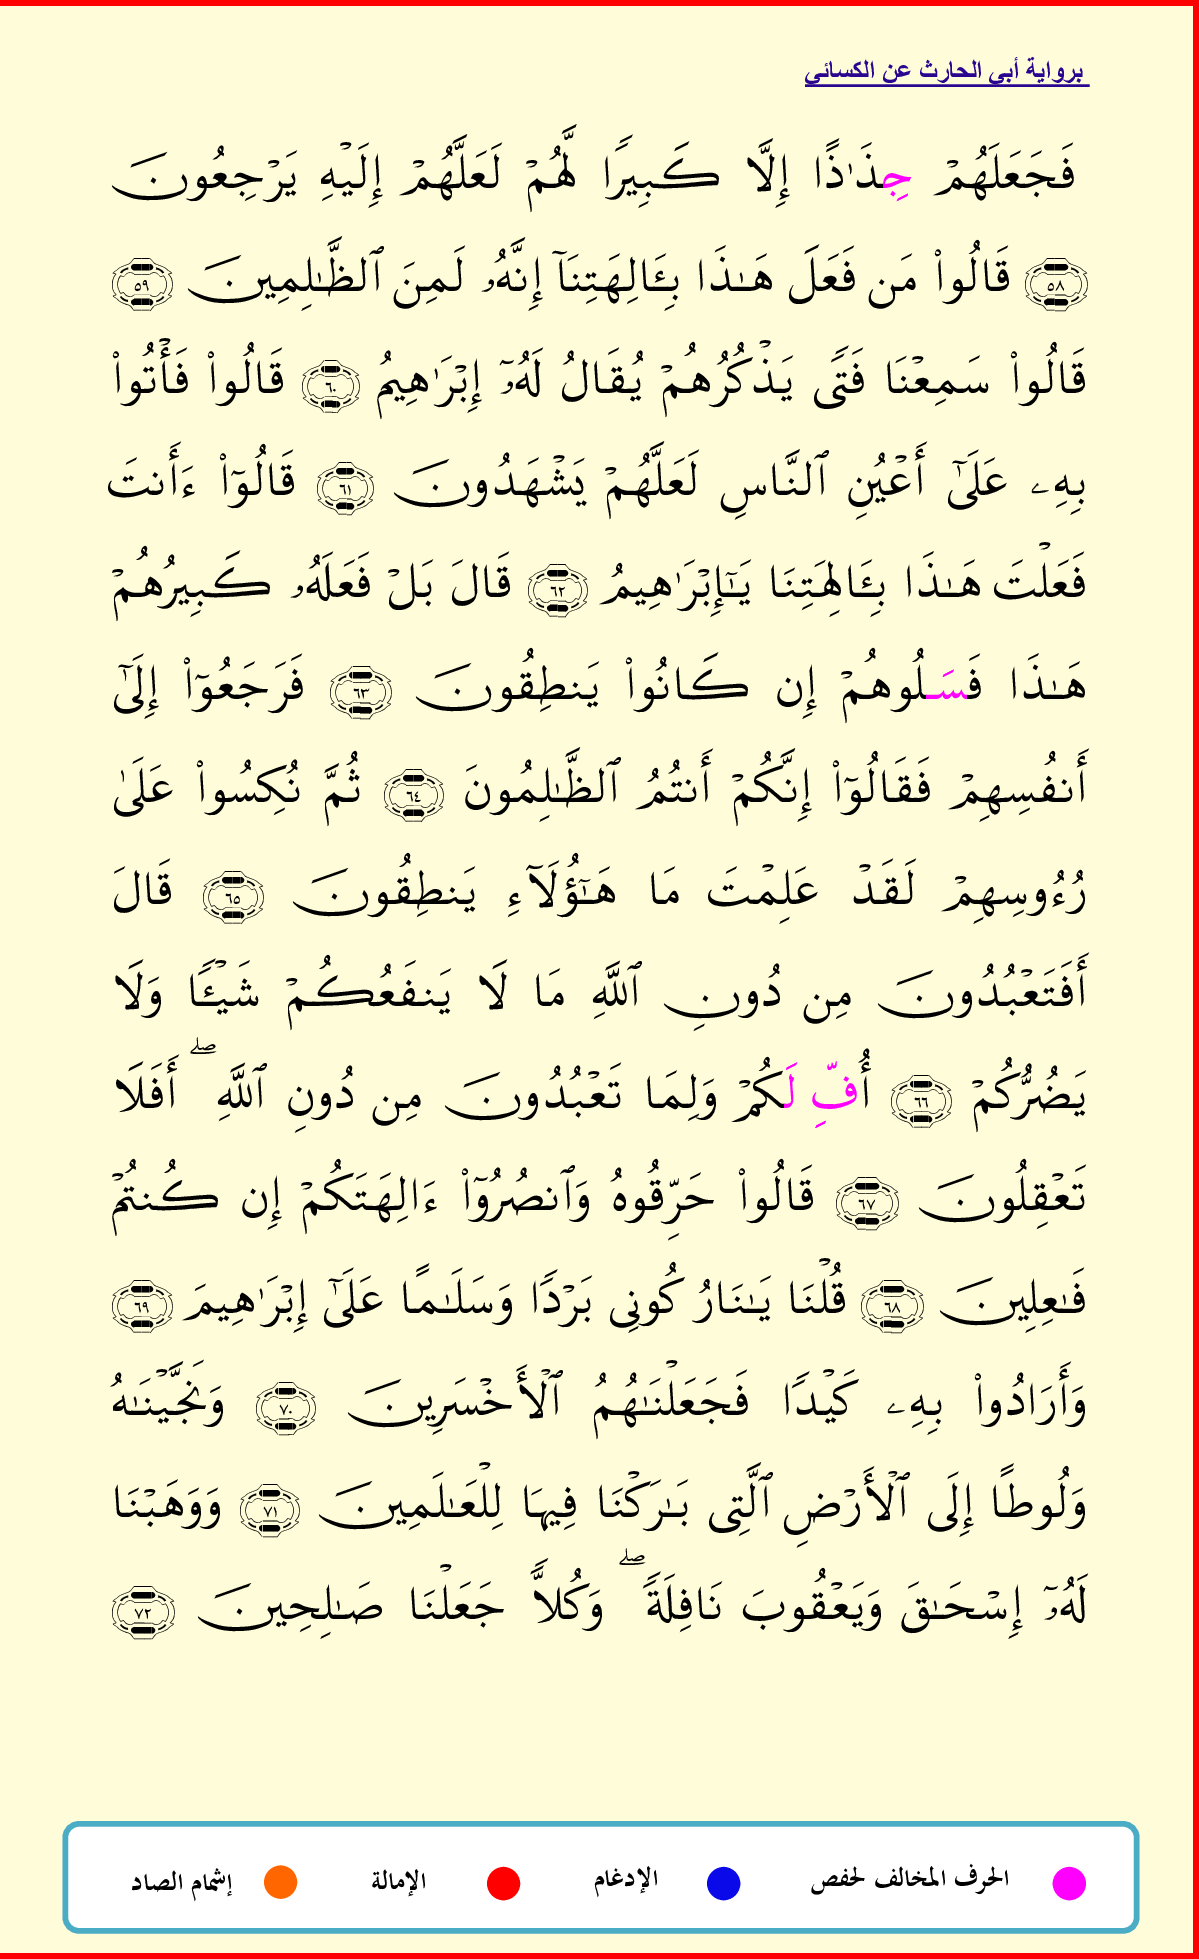 برواية أبي الحارث عن الكسائي
فَجَعَلَهُمْ جِذَٰذًا إِلَّا كَبِيرًا لَّهُمْ لَعَلَّهُمْ إِلَيْهِ يَرْجِعُونَ
٥٨ قَالُوا۟ مَن فَعَلَ هَـٰذَا بِـَٔالِهَتِنَآ إِنَّهُۥ لَمِنَ ٱلظَّـٰلِمِينَ ٥٩
قَالُوا۟ سَمِعْنَا فَتًى يَذْكُرُهُمْ يُقَالُ لَهُۥٓ إِبْرَٰهِيمُ ٦٠ قَالُوا۟ فَأْتُوا۟
بِهِۦ عَلَىٰٓ أَعْيُنِ ٱلنَّاسِ لَعَلَّهُمْ يَشْهَدُونَ ٦١ قَالُوٓا۟ ءَأَنتَ
فَعَلْتَ هَـٰذَا بِـَٔالِهَتِنَا يَـٰٓإِبْرَٰهِيمُ ٦٢ قَالَ بَلْ فَعَلَهُۥ كَبِيرُهُمْ
هَـٰذَا فَسَلُوهُمْ إِن كَانُوا۟ يَنطِقُونَ ٦٣ فَرَجَعُوٓا۟ إِلَىٰٓ
أَنفُسِهِمْ فَقَالُوٓا۟ إِنَّكُمْ أَنتُمُ ٱلظَّـٰلِمُونَ ٦٤ ثُمَّ نُكِسُوا۟ عَلَىٰ
رُءُوسِهِمْ لَقَدْ عَلِمْتَ مَا هَـٰٓؤُلَآءِ يَنطِقُونَ ٦٥ قَالَ
أَفَتَعْبُدُونَ مِن دُونِ ٱللَّهِ مَا لَا يَنفَعُكُمْ شَيْـًٔا وَلَا
يَضُرُّكُمْ ٦٦ أُفِّ لَكُمْ وَلِمَا تَعْبُدُونَ مِن دُونِ ٱللَّهِ ۖ أَفَلَا
تَعْقِلُونَ ٦٧ قَالُوا۟ حَرِّقُوهُ وَٱنصُرُوٓا۟ ءَالِهَتَكُمْ إِن كُنتُمْ
فَـٰعِلِينَ ٦٨ قُلْنَا يَـٰنَارُ كُونِى بَرْدًا وَسَلَـٰمًا عَلَىٰٓ إِبْرَٰهِيمَ ٦٩
وَأَرَادُوا۟ بِهِۦ كَيْدًا فَجَعَلْنَـٰهُمُ ٱلْأَخْسَرِينَ ٧٠ وَنَجَّيْنَـٰهُ
وَلُوطًا إِلَى ٱلْأَرْضِ ٱلَّتِى بَـٰرَكْنَا فِيهَا لِلْعَـٰلَمِينَ ٧١ وَوَهَبْنَا
لَهُۥٓ إِسْحَـٰقَ وَيَعْقُوبَ نَافِلَةً ۖ وَكُلًّا جَعَلْنَا صَـٰلِحِينَ ٧٢
الحرف المخالف لحفص الإدغام الإمالة إشمام الصاد